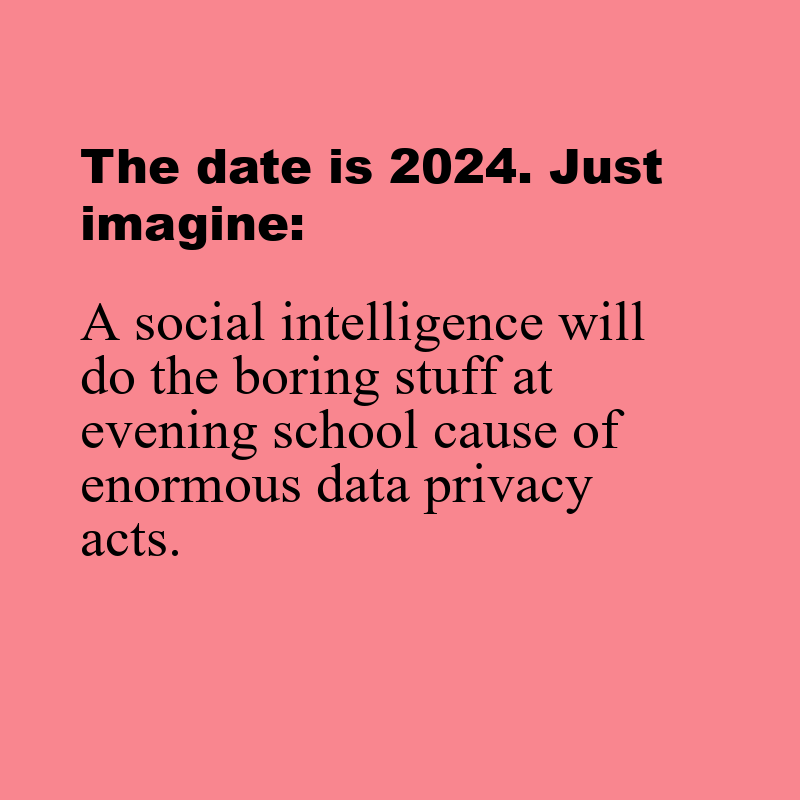 The date is 2024. Just
imagine:
A social intelligence will
do the boring stuff at
evening school cause of
enormous data privacy
acts.